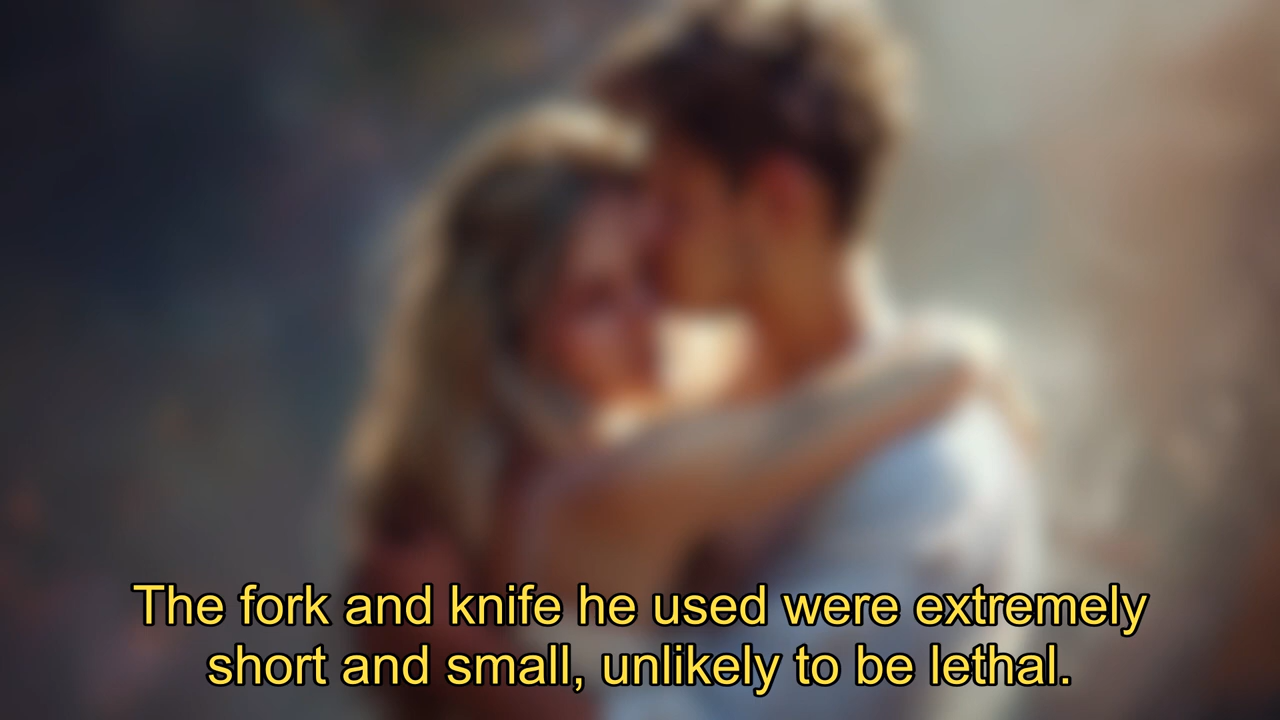 The fork and knife he used were extremely
short and small, unlikely to be lethal.